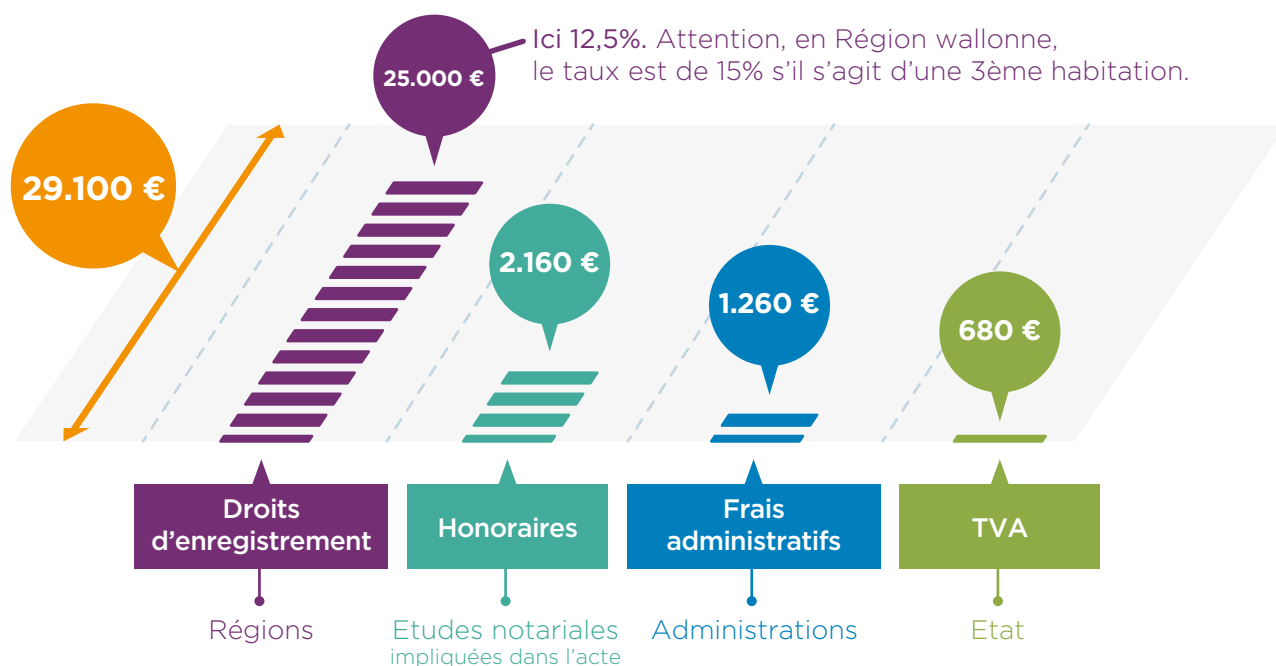 Ici 12,5%. Attention, en Région wallonne,
le taux est de 15% s'il s'agit d'une 3ème habitation.
25.000 €
29.100 €
2.160 €
1.260 €
680 €
Droits
d'enregistrement
Honoraires
Frais
administratifs
TVA
Régions
Etudes notariales
impliquées dans l'acte
Administrations
Etat